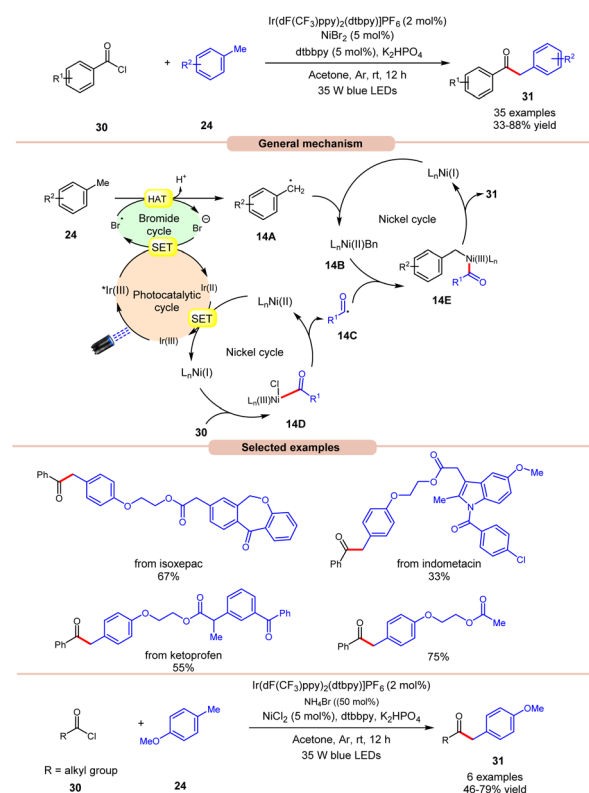 Ir(dF(CF3)ppy)2(dtbpy)]PF6 (2 mol%)
NiBr2 (5 mol%)
dtbbpy (5 mol%), K2HPO4
Acetone, Ar, rt, 12 h
35 W blue LEDs
R1
O
Cl
30
+
R2
Me
24
R1
O
R2
31
35 examples
33-88% yield
General mechanism
R2
Me
24
H+
HAT
Br•
Bromide
cycle
Br⊖
SET
R2
•
CH2
14A
LnNi(I)
31
Nickel
cycle
LnNi(II)Bn
14B
R2
Ni(III)Ln
R1
O
14E
*Ir(III)
Photocatalytic
cycle
Ir(II)
Ir(III)
SET
LnNi(II)
O
R1
•
14C
Nickel cycle
LnNi(I)
30
Cl
Ln(III)Ni
O
R1
14D
Selected examples
Ph
O
O
O
O
O
O
from isoxepac
67%
Ph
O
O
O
O
O
Me
Me
N
O
Cl
from indometacin
33%
Ph
O
O
O
O
Me
O
Ph
from ketoprofen
55%
Ph
O
O
O
O
Me
75%
Ir(dF(CF3)ppy)2(dtbpy)]PF6 (2 mol%)
NH4Br ((50 mol%)
NiCl2 (5 mol%), dtbbpy, K2HPO4
Acetone, Ar, rt, 12 h
35 W blue LEDs
R
O
Cl
R = alkyl group
30
+
Me
MeO
24
R
O
OMe
31
6 examples
46-79% yield